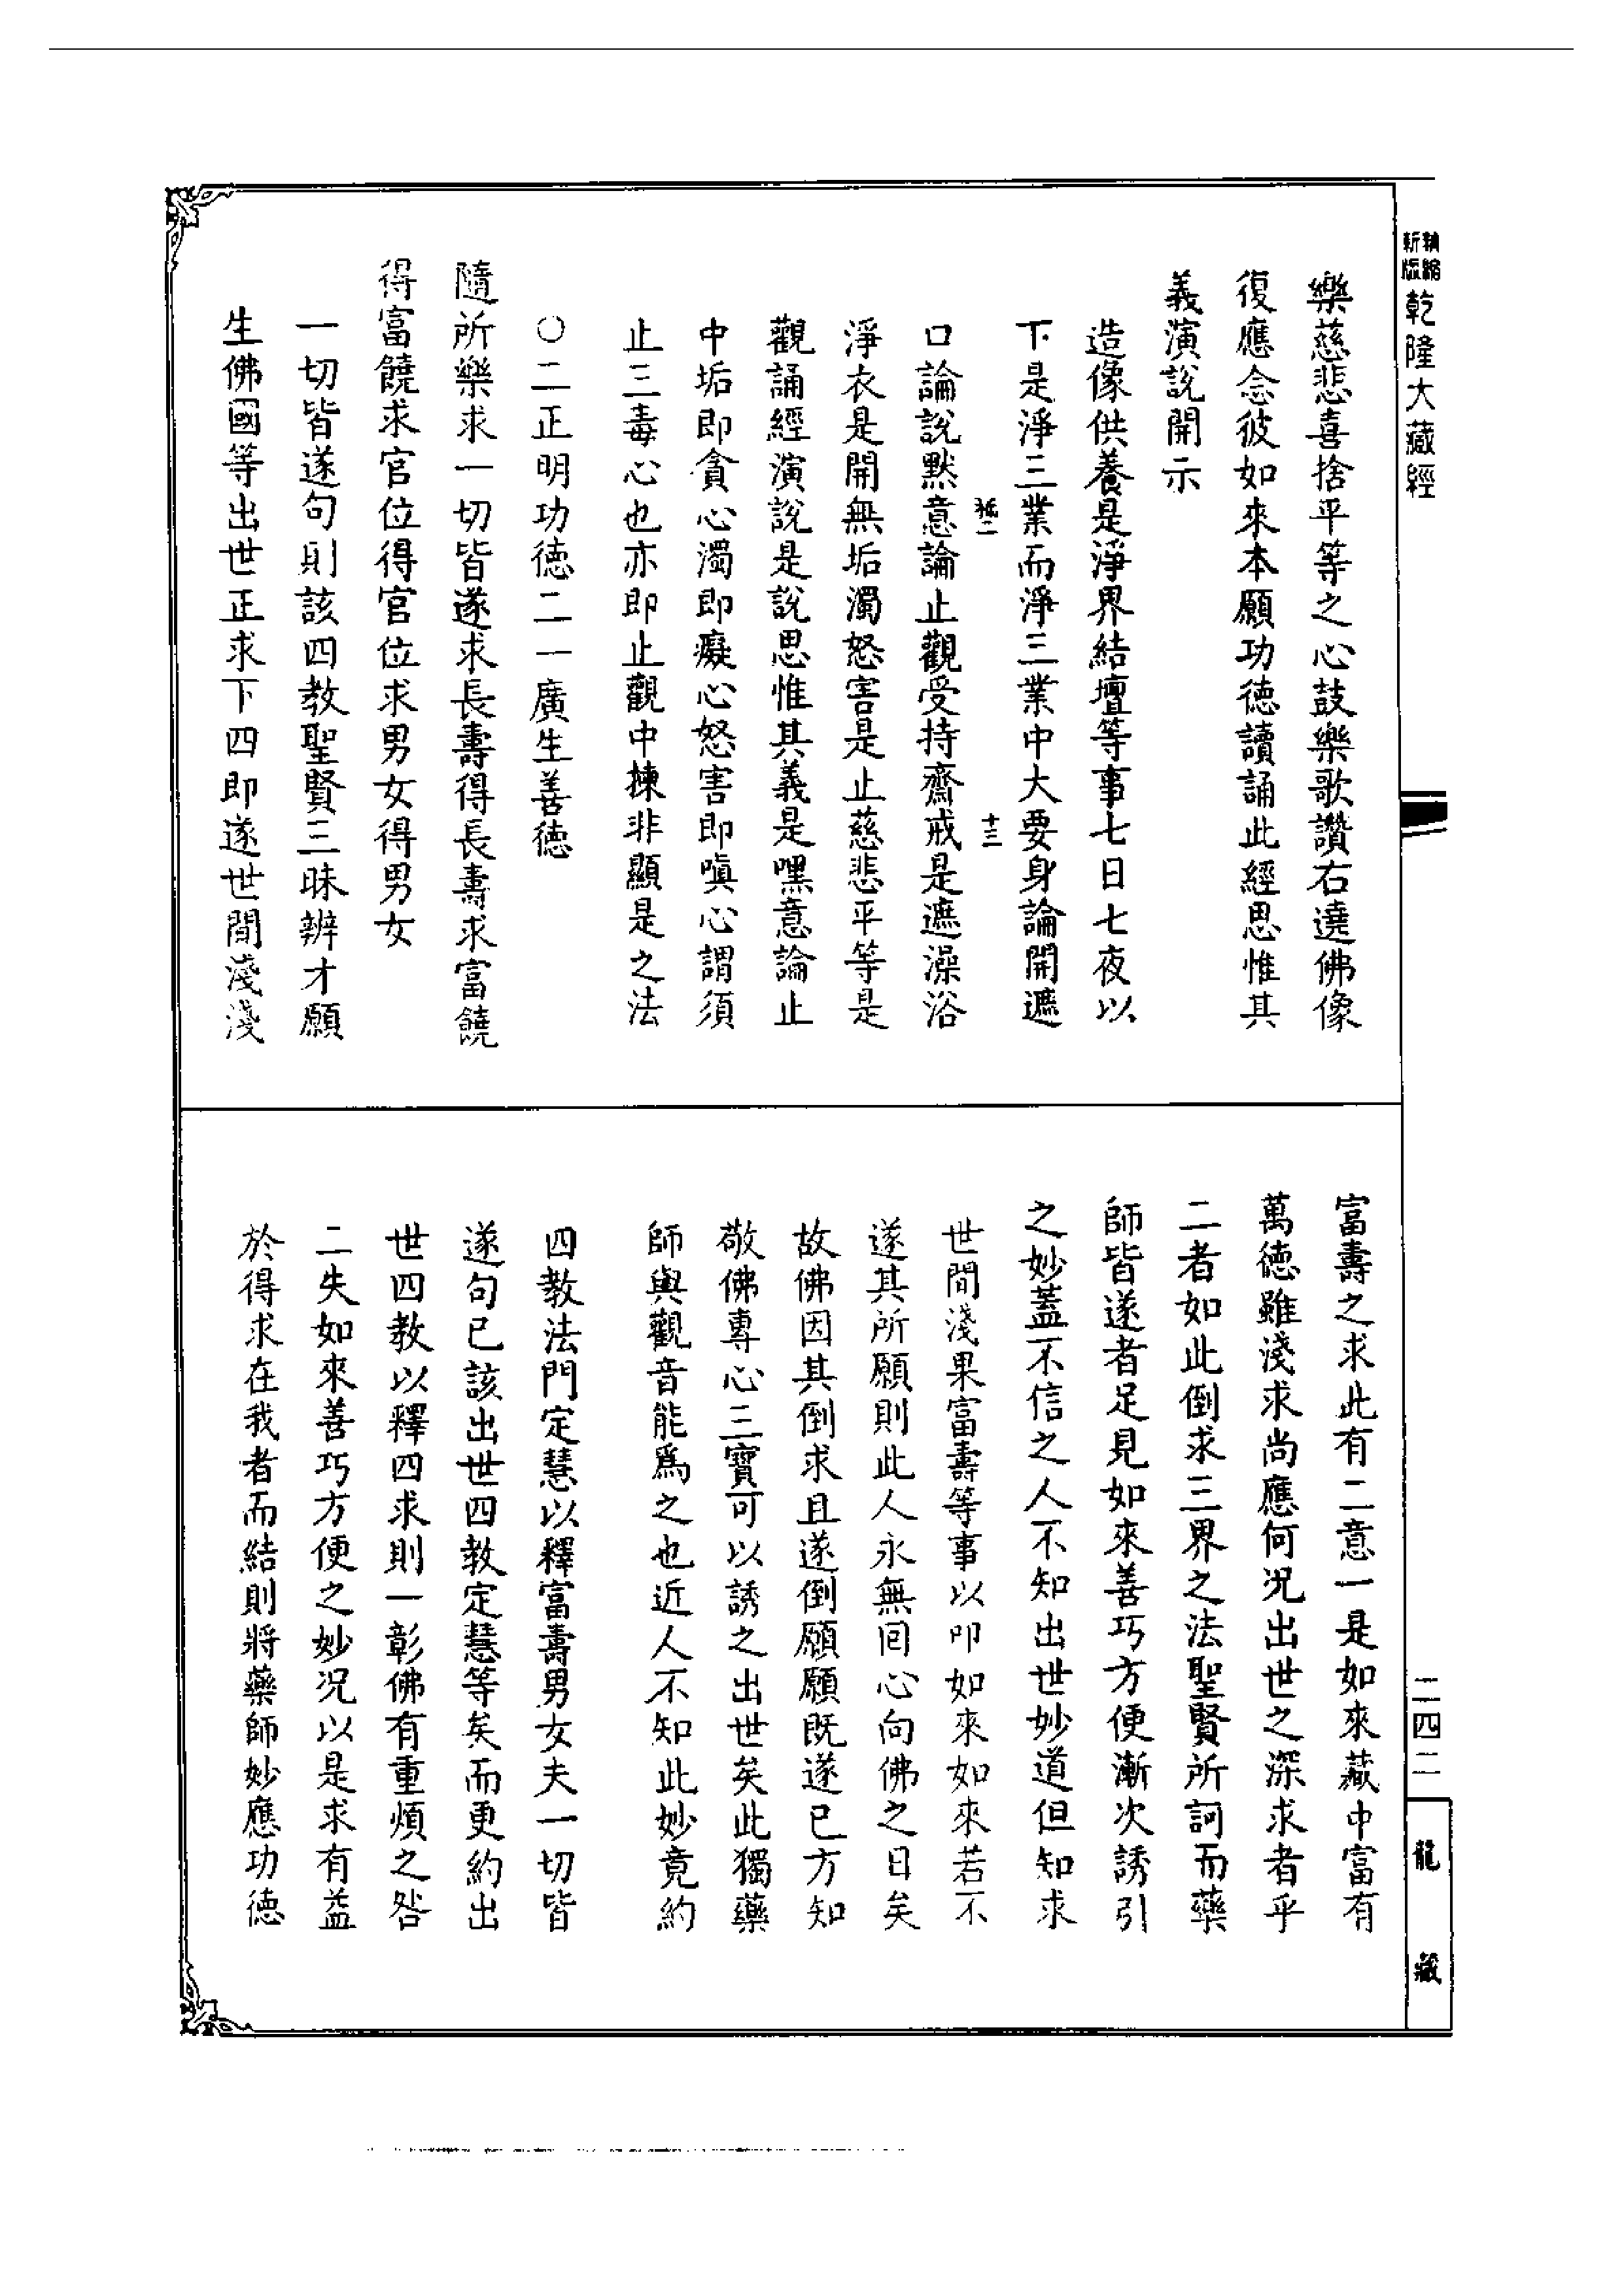 精縮新版
乾隆大藏經
樂慈悲喜捨平等之心鼓樂歌讚右遶佛像
復應念彼如來本願功德讀誦此經思惟其
義演說開示
造像供養是淨界結壇等事七日七夜以
下是淨三業而淨三業中大要身論開遮
十三
口論說默意論止觀受持齋戒是遮澡浴
淨衣是開無垢濁怒害是止慈悲平等是
觀誦經演說是說思惟其義是嘿意論止
中垢即貪心濁即癡心怒害即嗔心謂須
止三毒心也亦即止觀中揀非顯是之法
○二正明功德二一廣生善德
隨所樂求一切皆遂求長壽得長壽求富饒
得富饒求官位得官位求男女得男女
一切皆遂句則該四教聖賢三昧辨才願
生佛國等出世正求下四即遂世間淺淺
富壽之求此有二意一是如來藏中富有
萬德雖淺求尚應何況出世之深求者乎
二者如此倒求三界之法聖賢所訶而藥
師皆遂者足見如來善巧方便漸次誘引
之妙蓋不信之人不知出世妙道但知求
世間淺果富壽等事以叩如來如來若不
遂其所願則此人永無回心向佛之日矣
故佛因其倒求且遂倒願願既遂已方知
敬佛專心三寶可以誘之出世矣此獨藥
師與觀音能為之也近人不知此妙竟約
四教法門定慧以釋富壽男女夫一切皆
遂句已該出世四教定慧等矣而更約出
世四教以釋四求則一彰佛有重煩之咎
二失如來善巧方便之妙況以是求有益
於得求在我者而結則將藥師妙應功德
二四二
龍藏